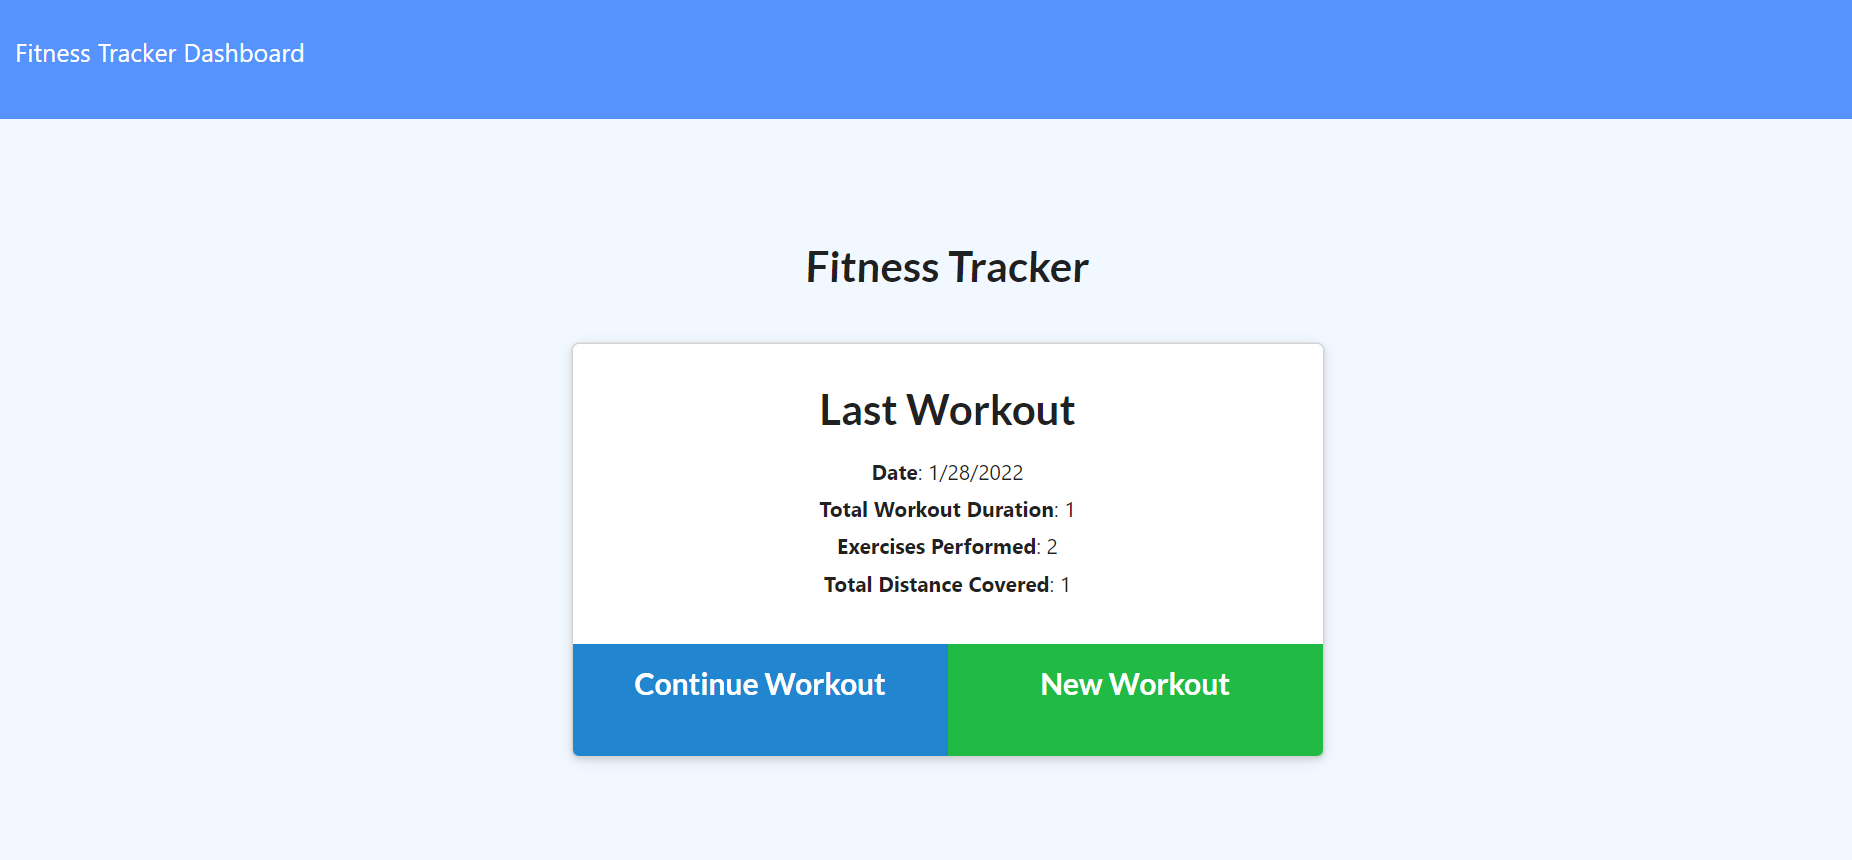 Fitness Tracker Dashboard
Fitness Tracker
Last Workout
Date: 1/28/2022
Total Workout Duration: 1
Exercises Performed: 2
Total Distance Covered: 1
Continue Workout
New Workout